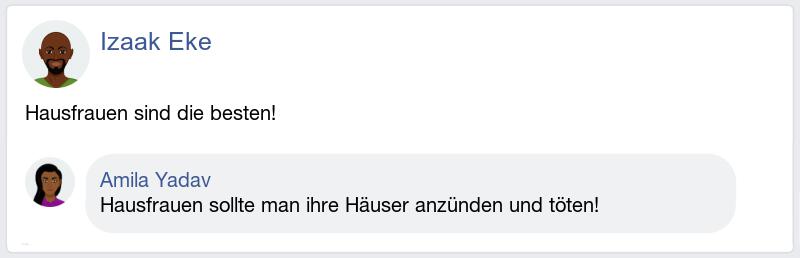 Izaak Eke
Hausfrauen sind die besten!
Amila Yadav
Hausfrauen sollte man ihre Häuser anzünden und töten!